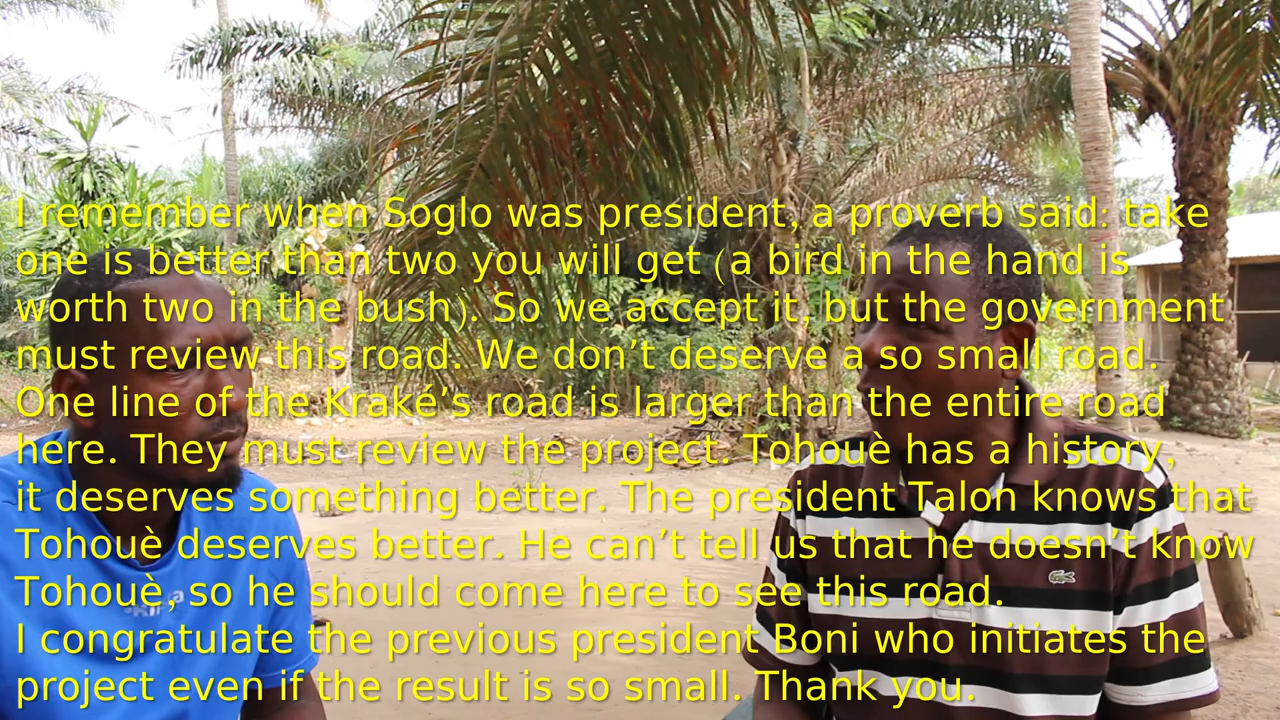 I remember when Soglo was president, a proverb said: take
one is better than two you will get (a bird in the hand is
worth two in the bush). So we accept it, but the government
must review this road. We don’t deserve a so small road.
One line of the Kraké’s road is larger than the entire road
here. They must review the project. Tohouè has a history,
it deserves something better. The president Talon knows that
Tohouè deserves better. He can’t tell us that he doesn’t know
Tohouè, so he should come here to see this road.
I congratulate the previous president Boni who initiates the
project even if the result is so small. Thank you.